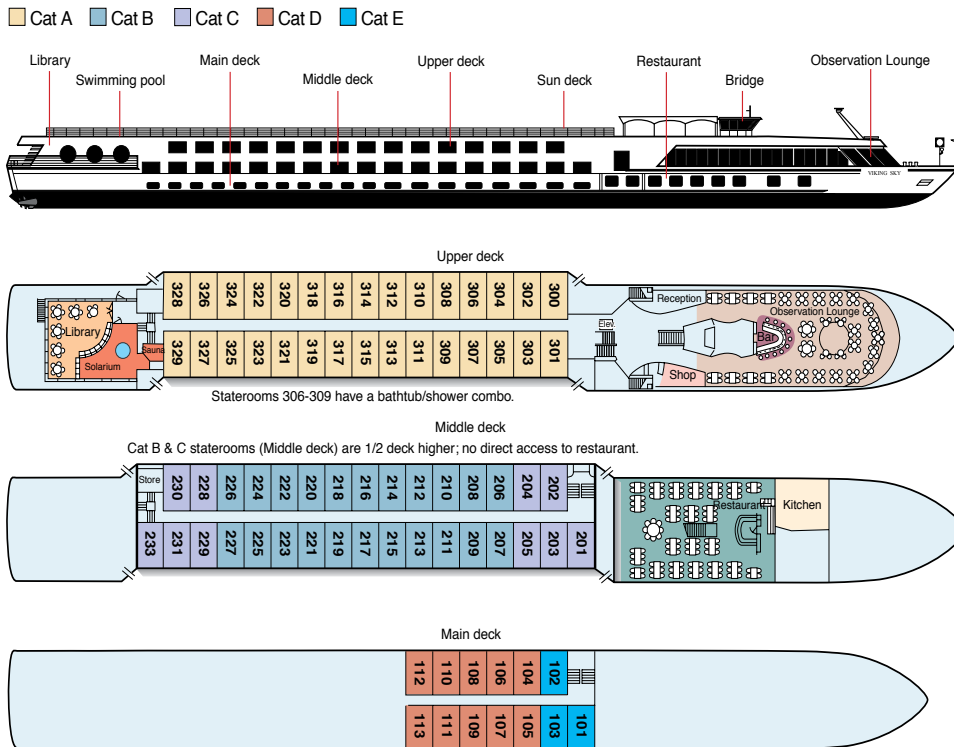 Cat A Cat B Cat C Cat D Cat E
Library Main deck Upper deck Restaurant Observation Lounge
Swimming pool Middle deck Sun deck Bridge
VIKING SKY
Upper deck
328 326 324 322 320 318 316 314 312 310 308 306 304 302 300
Reception
Observation Lounge
Library
Elev.
Bar
Sauna
Solarium
329 327 325 323 321 319 317 315 313 311 309 307 305 303 301
Shop
Staterooms 306-309 have a bathtub/shower combo.
Middle deck
Cat B & C staterooms (Middle deck) are 1/2 deck higher; no direct access to restaurant.
Store
230 228 226 224 222 220 218 216 214 212 210 208 206 204 202
Restaurant Kitchen
233 231 229 227 225 223 221 219 217 215 213 211 209 207 205 203 201
Main deck
112 110 108 106 104 102
113 111 109 107 105 103 101